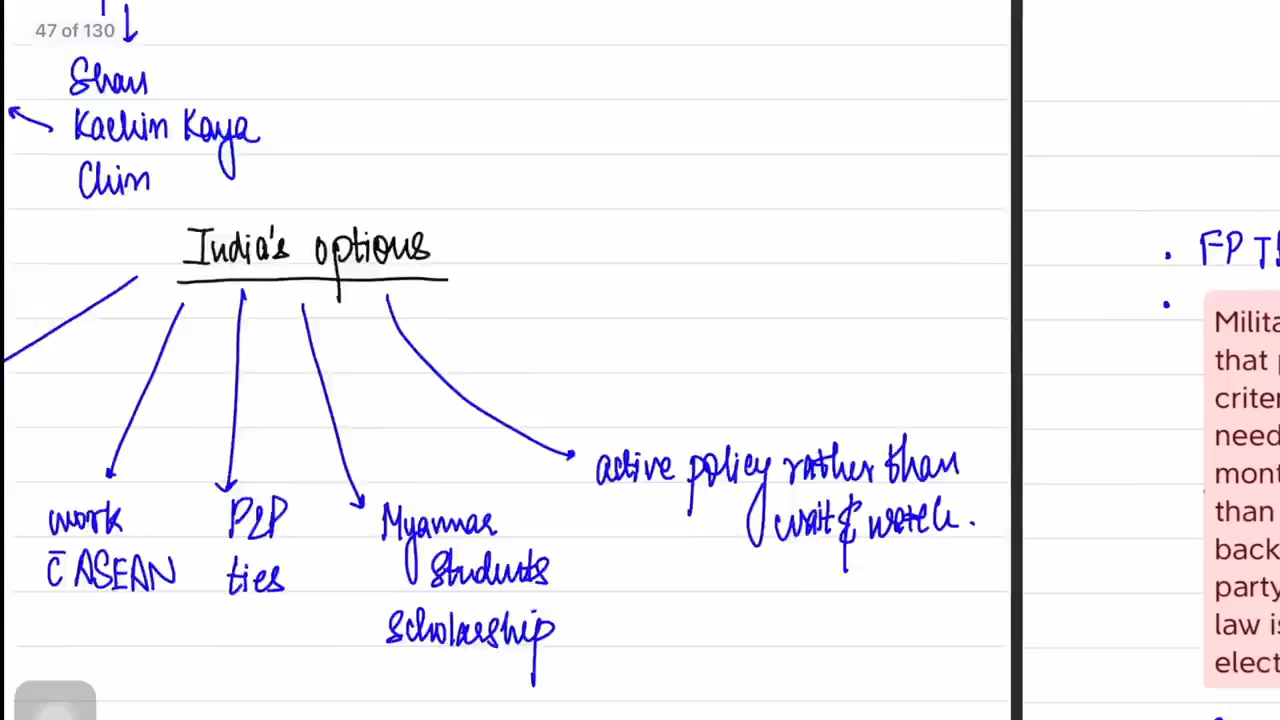 47 of 130
Shan
Kachin Kaya
Chin
India's options
work
c̄ ASEAN
P2P
ties
Myanmar
students
scholarship
active policy rather than
wait & watch.
• FPT
•
Milita
that p
criter
need
mont
than
back
party
law is
elect